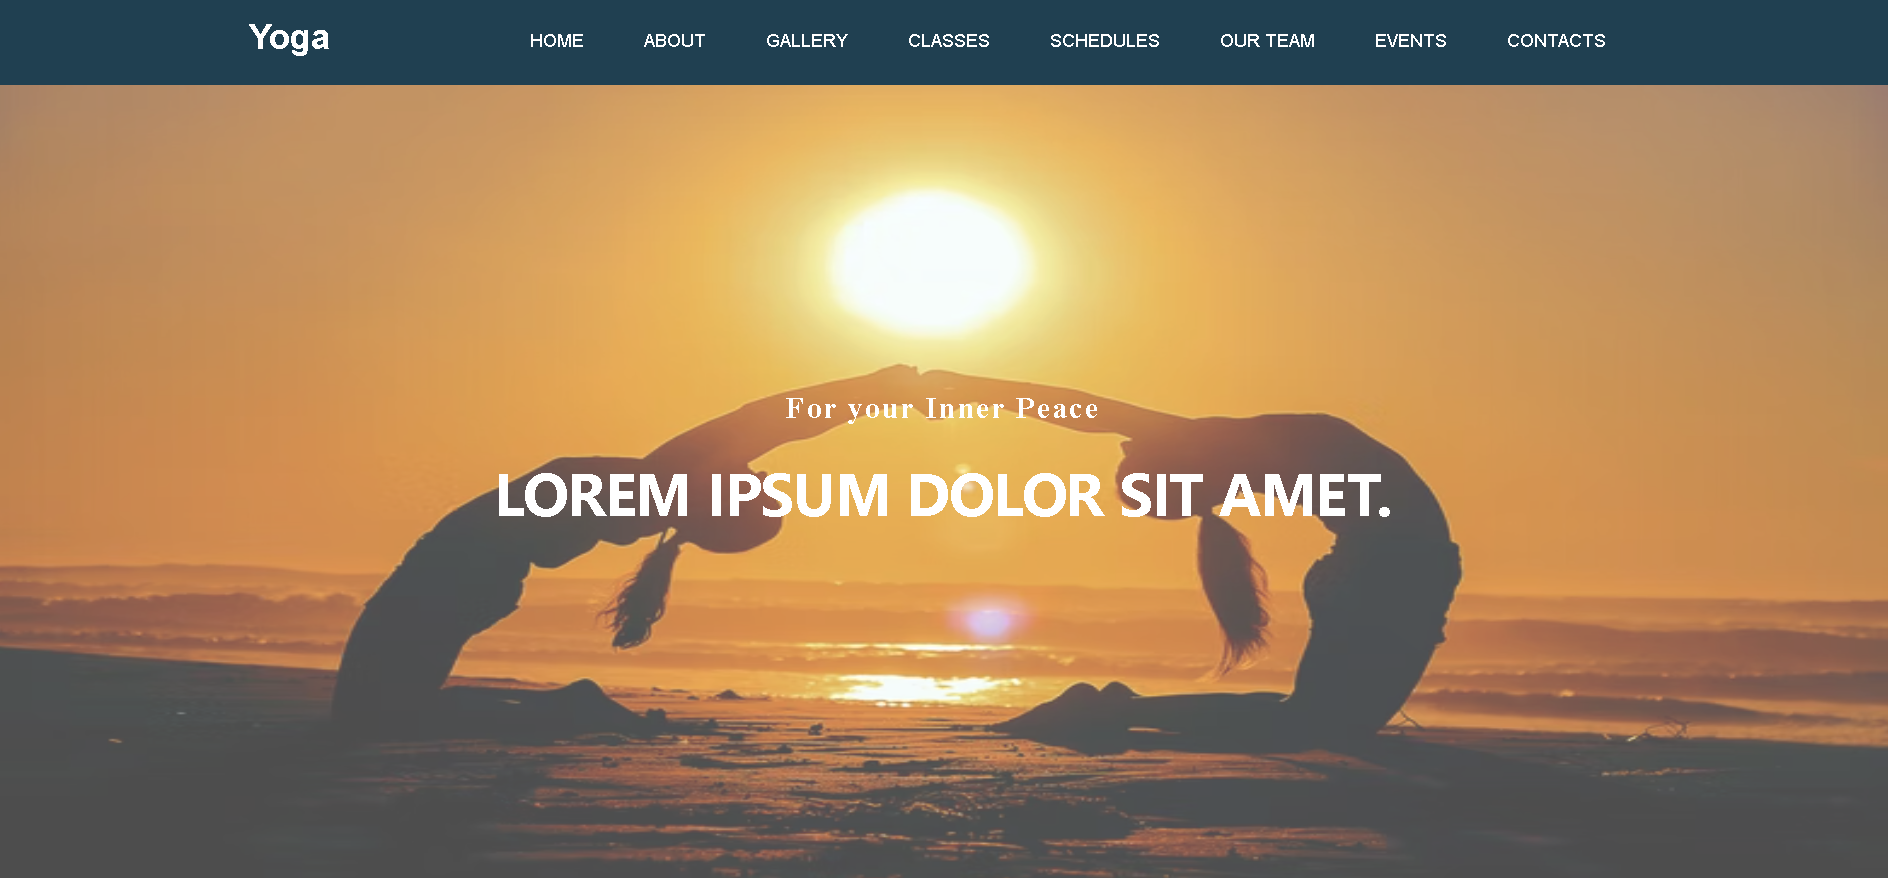 Yoga HOME ABOUT GALLERY CLASSES SCHEDULES OUR TEAM EVENTS CONTACTS
For your Inner Peace
LOREM IPSUM DOLOR SIT AMET.